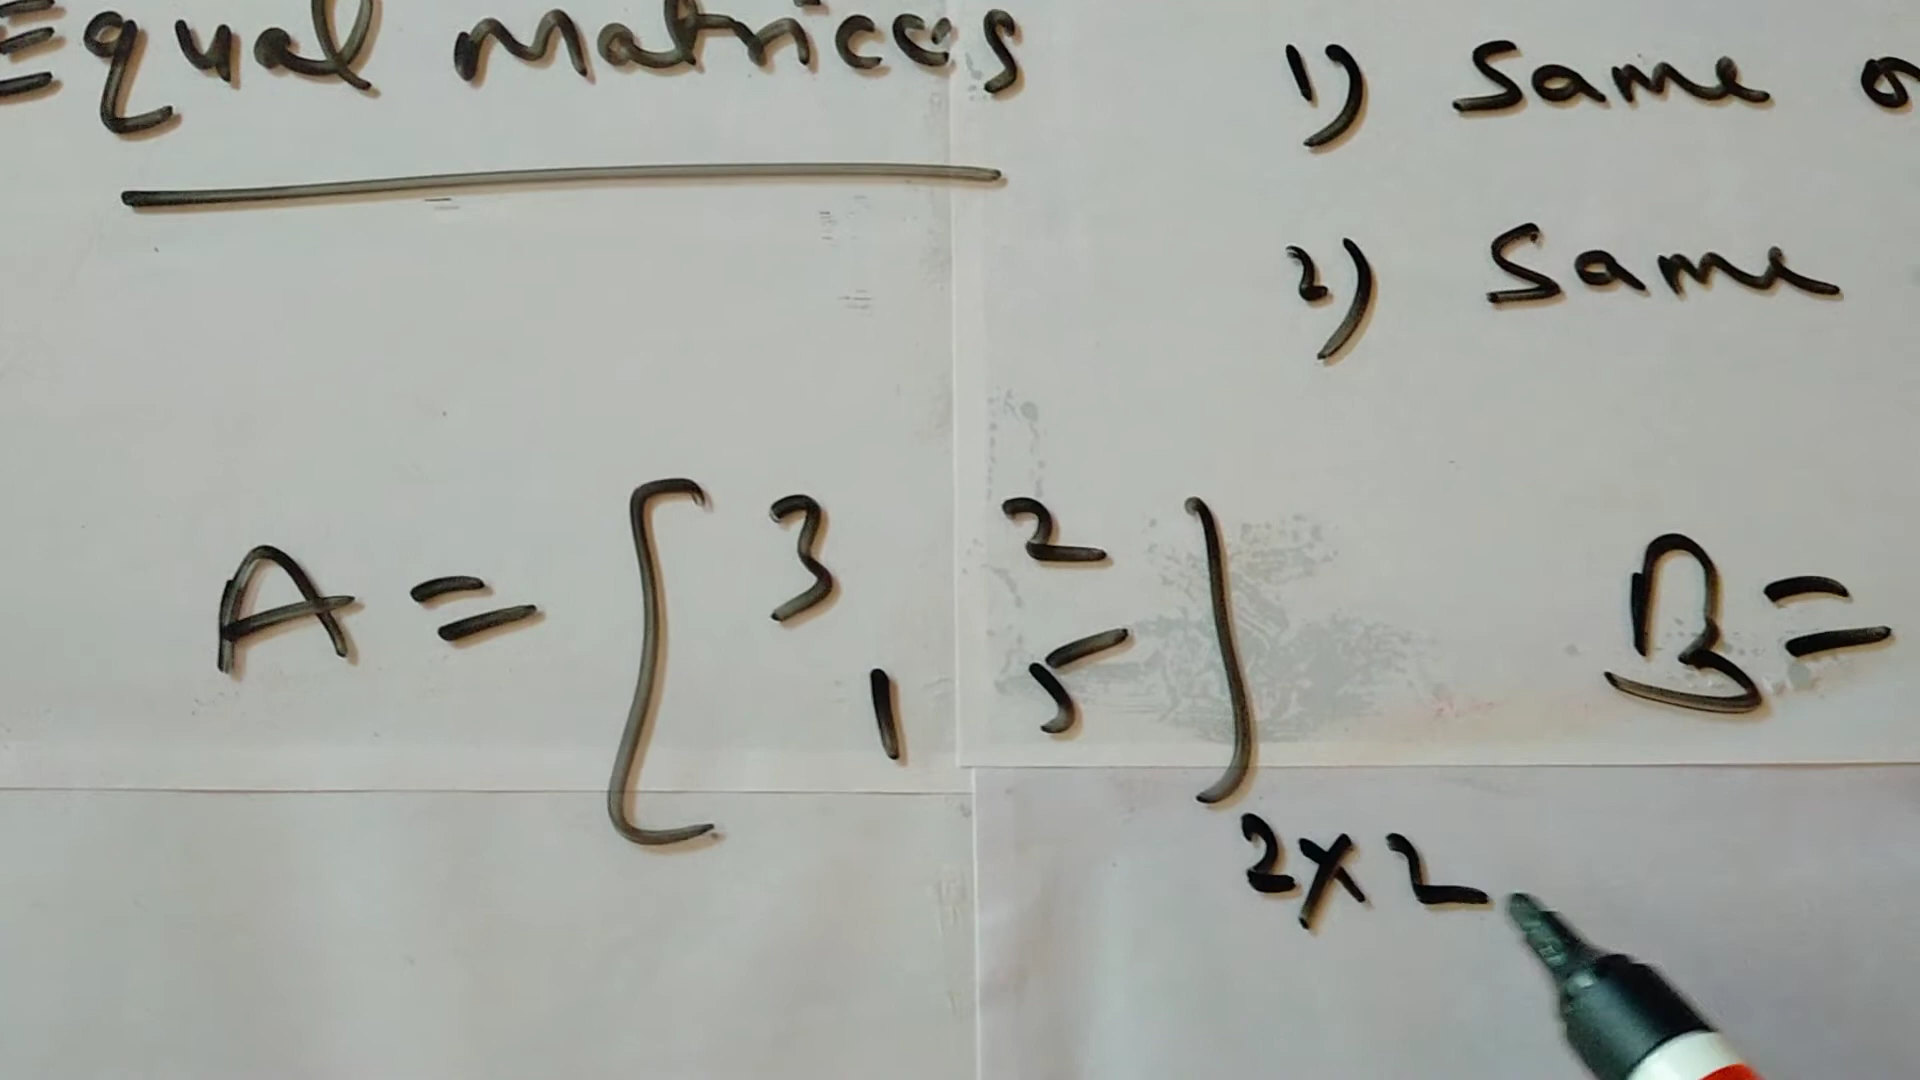 Equal Matrices
1) Same
2) Same
A = [ 3 2
1 5 ]
2x2
B =